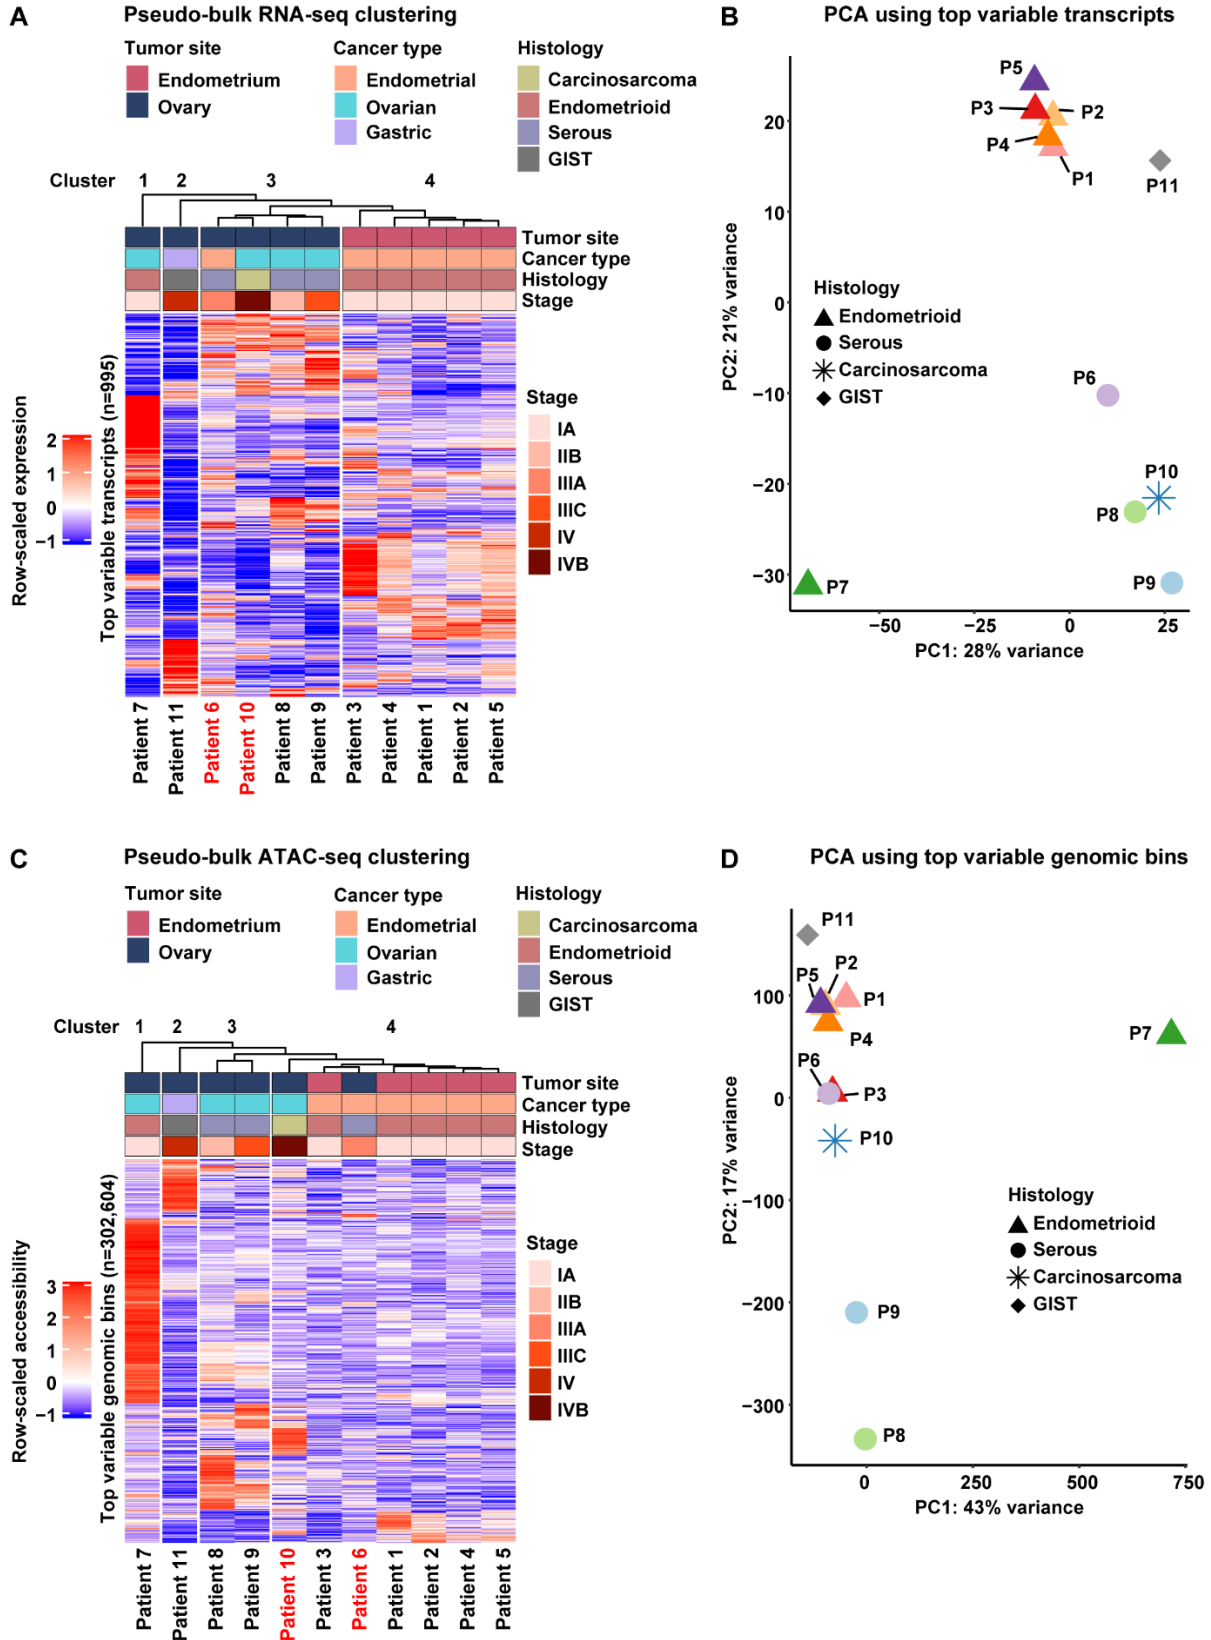 A
Pseudo-bulk RNA-seq clustering
Tumor site
Endometrium
Ovary
Cancer type
Endometrial
Ovarian
Gastric
Histology
Carcinosarcoma
Endometrioid
Serous
GIST
Cluster 1 2 3 4
Tumor site
Cancer type
Histology
Stage
Row-scaled expression
2
1
0
−1
Top variable transcripts (n=995)
Stage
IA
IIB
IIIA
IIIC
IV
IVB
Patient 7
Patient 11
Patient 6
Patient 10
Patient 8
Patient 9
Patient 3
Patient 4
Patient 1
Patient 2
Patient 5
B
PCA using top variable transcripts
PC2: 21% variance
20
10
0
−10
−20
−30
P5
P3
P2
P4
P1
P11
Histology
Endometrioid
Serous
Carcinosarcoma
GIST
P6
P10
P8
P7
P9
−50
−25
0
25
PC1: 28% variance
C
Pseudo-bulk ATAC-seq clustering
Tumor site
Endometrium
Ovary
Cancer type
Endometrial
Ovarian
Gastric
Histology
Carcinosarcoma
Endometrioid
Serous
GIST
Cluster 1 2 3 4
Tumor site
Cancer type
Histology
Stage
Row-scaled accessibility
3
2
1
0
−1
Top variable genomic bins (n=302,604)
Stage
IA
IIB
IIIA
IIIC
IV
IVB
Patient 7
Patient 11
Patient 8
Patient 9
Patient 10
Patient 3
Patient 6
Patient 1
Patient 2
Patient 4
Patient 5
D
PCA using top variable genomic bins
PC2: 17% variance
100
0
−100
−200
−300
P11
P5
P2
P1
P4
P7
P6
P3
P10
Histology
Endometrioid
Serous
Carcinosarcoma
GIST
P9
P8
0
250
500
750
PC1: 43% variance